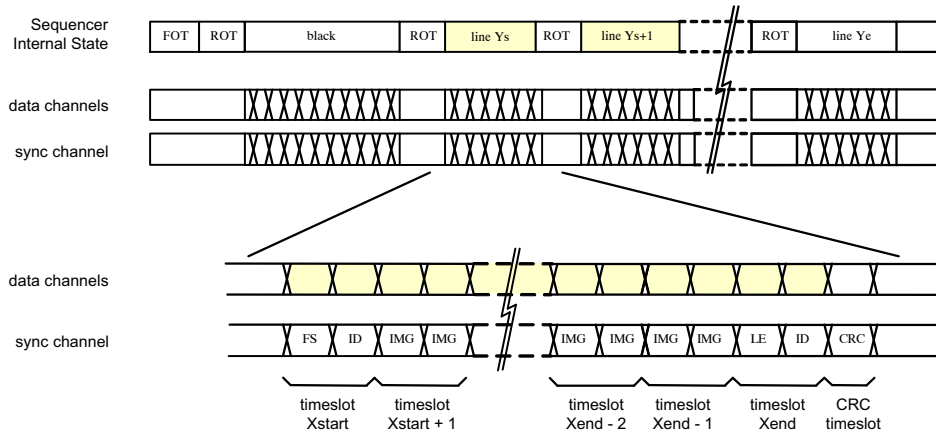 Sequencer
Internal State
FOT ROT black ROT line Ys ROT line Ys+1 ROT line Ye
data channels
sync channel
data channels
sync channel
FS ID IMG IMG IMG IMG IMG IMG LE ID CRC
timeslot
Xstart
timeslot
Xstart + 1
timeslot
Xend - 2
timeslot
Xend - 1
timeslot
Xend
CRC
timeslot